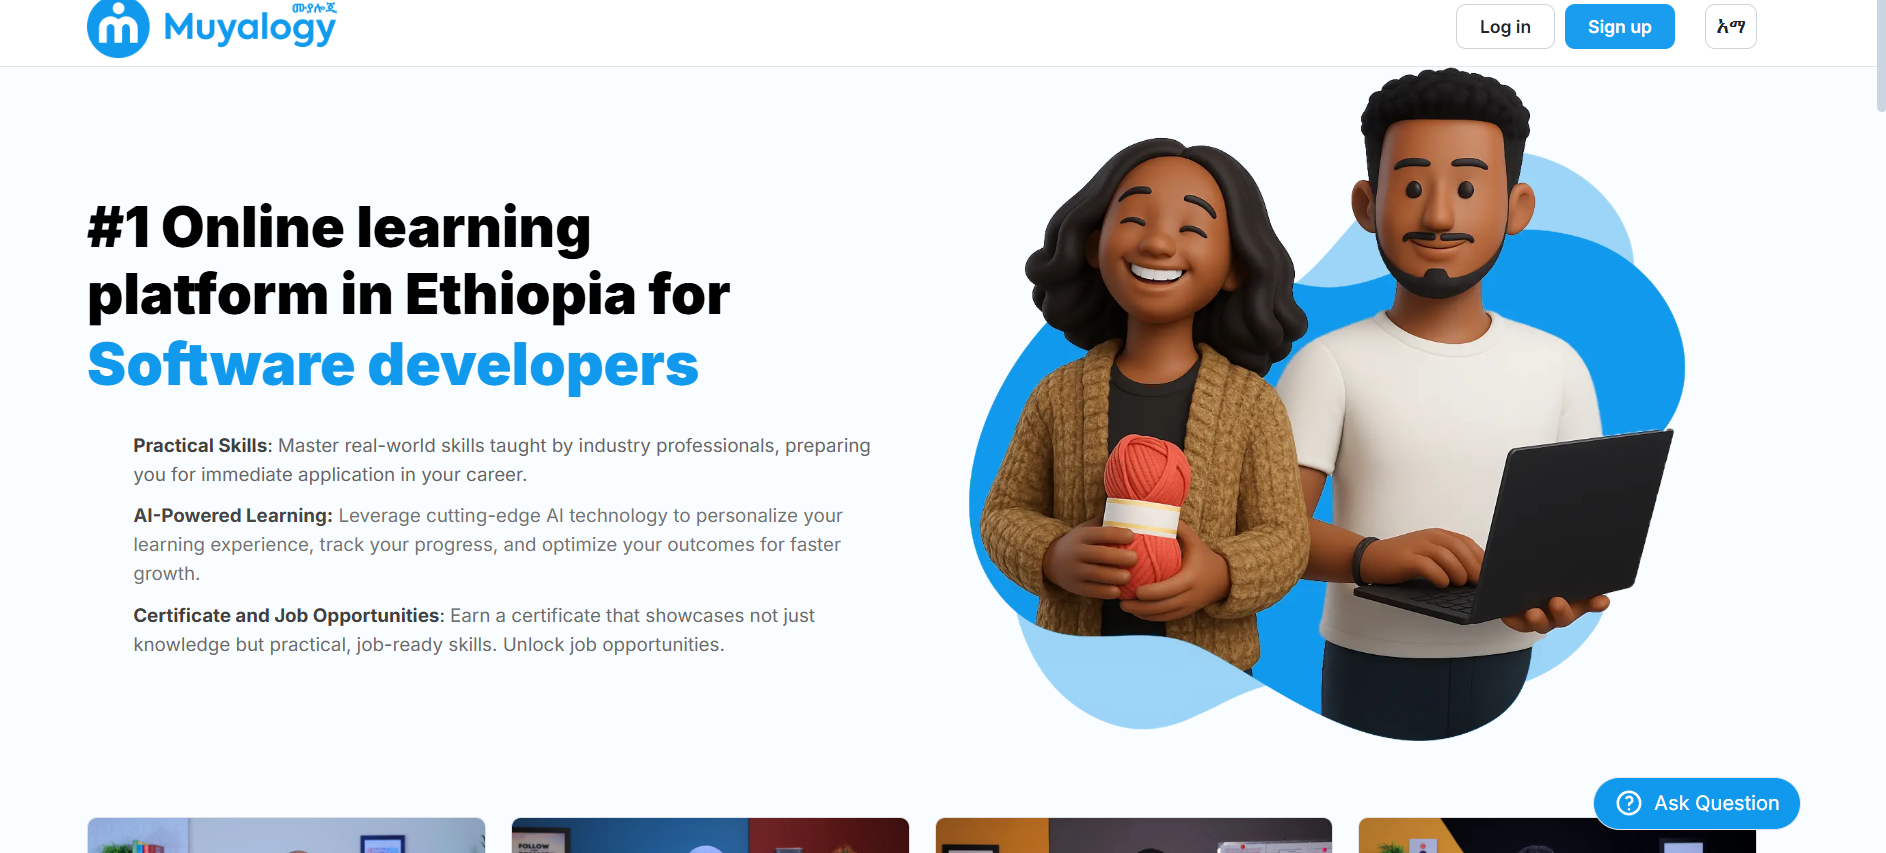 ሙያሎጂ
Muyalogy
Log in
Sign up
አማ
#1 Online learning
platform in Ethiopia for
Software developers
Practical Skills: Master real-world skills taught by industry professionals, preparing
you for immediate application in your career.
AI-Powered Learning: Leverage cutting-edge AI technology to personalize your
learning experience, track your progress, and optimize your outcomes for faster
growth.
Certificate and Job Opportunities: Earn a certificate that showcases not just
knowledge but practical, job-ready skills. Unlock job opportunities.
Ask Question
FOLLOW